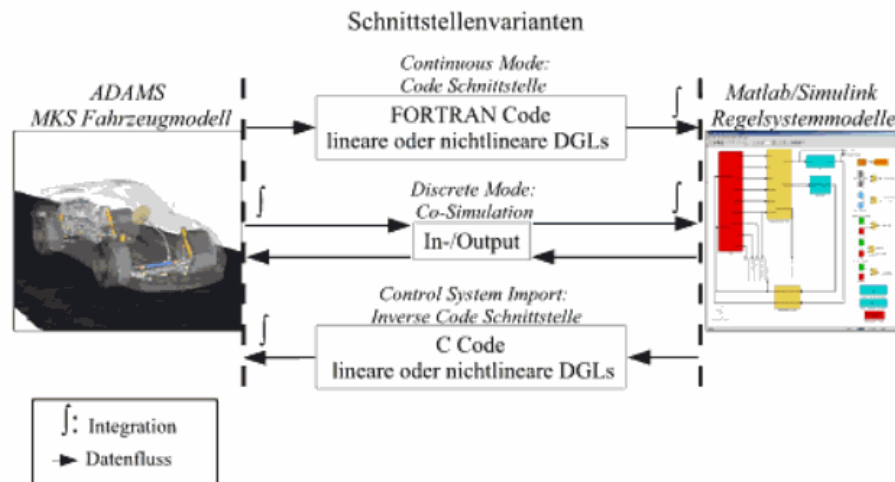 Schnittstellenvarianten
Continuous Mode:
Code Schnittstelle
ADAMS
MKS Fahrzeugmodell
∫
Matlab/Simulink
Regelsystemmodelle
FORTRAN Code
lineare oder nichtlineare DGLs
Discrete Mode:
Co-Simulation
∫
∫
In-/Output
Control System Import:
Inverse Code Schnittstelle
∫
C Code
lineare oder nichtlineare DGLs
∫: Integration
Datenfluss